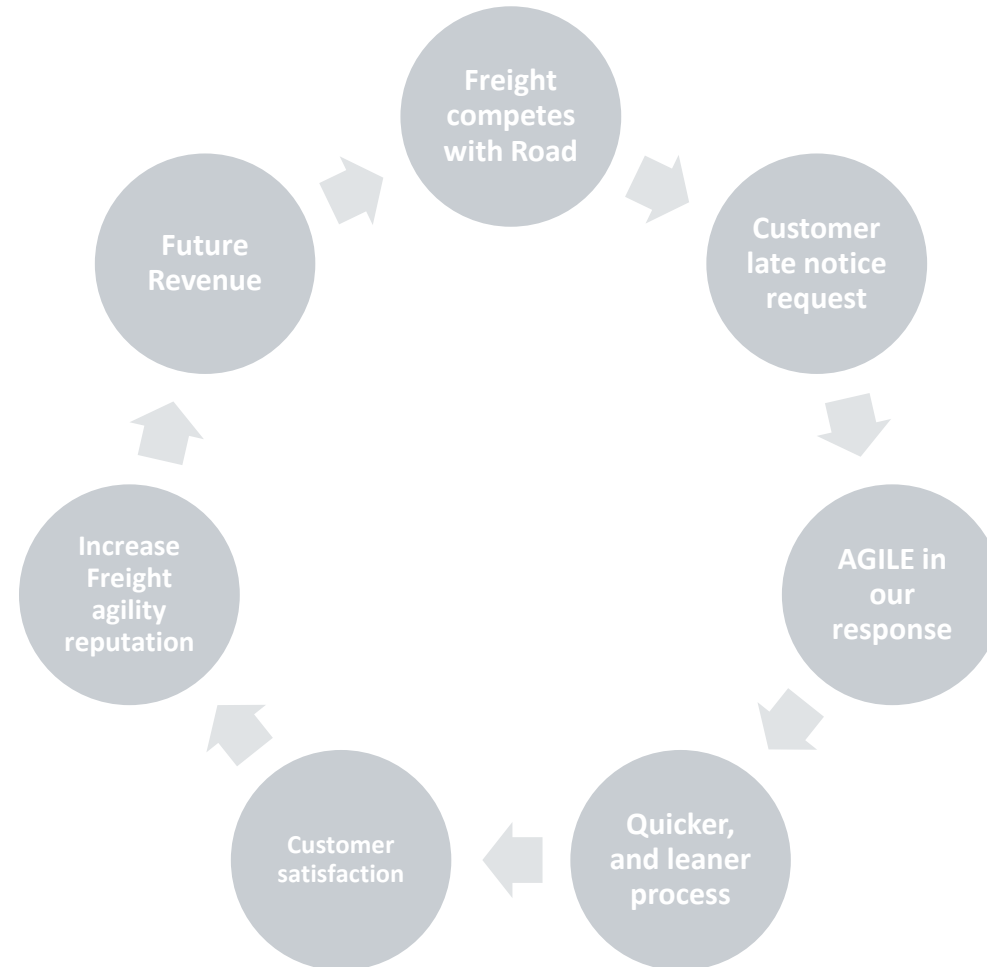 Freight
competes
with Road
Customer
late notice
request
AGILE in
our
response
Quicker,
and leaner
process
Customer
satisfaction
Increase
Freight
agility
reputation
Future
Revenue